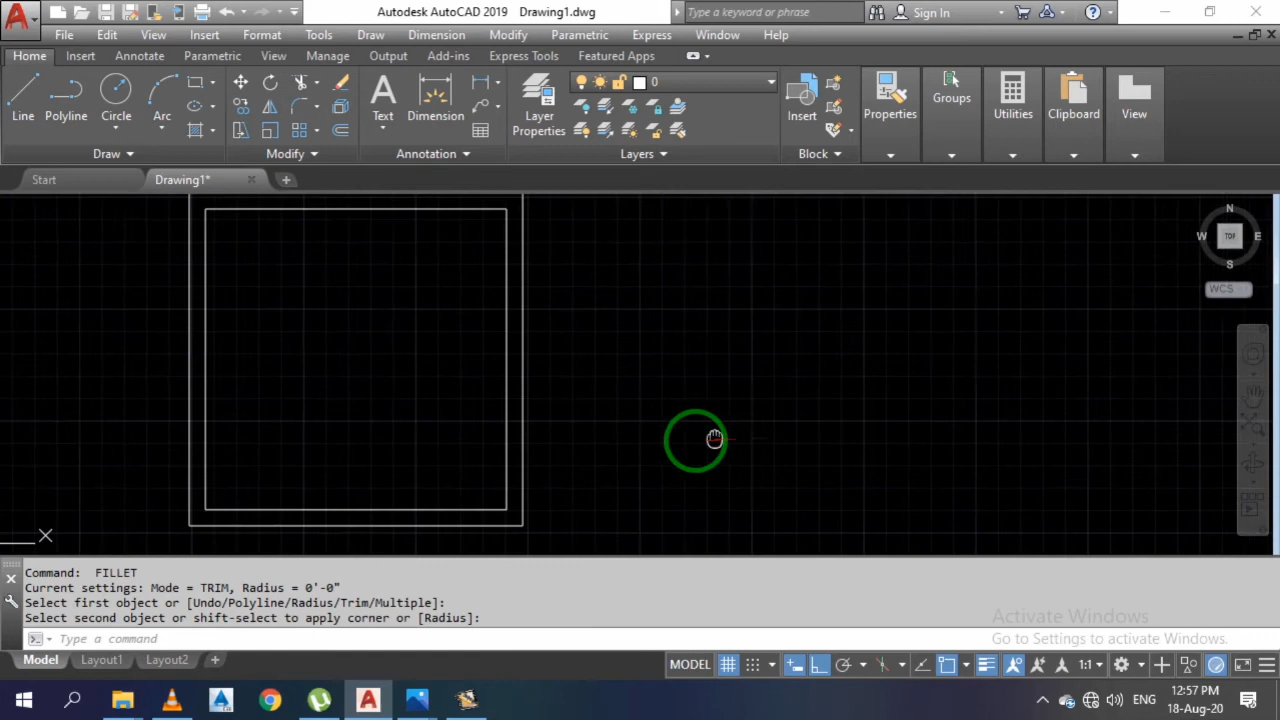 Autodesk AutoCAD 2019 Drawing1.dwg
Type a keyword or phrase
Sign In
File Edit View Insert Format Tools Draw Dimension Modify Parametric Express Window Help
Home Insert Annotate Parametric View Manage Output Add-ins Express Tools Featured Apps
0
Line Polyline Circle Arc
Text Dimension
Layer
Properties
Insert
Properties
Groups
Utilities
Clipboard
View
Draw Modify Annotation Layers Block
Start Drawing1*
N
W TOP E
S
WCS
Command: FILLET
Current settings: Mode = TRIM, Radius = 0'-0"
Select first object or [Undo/Polyline/Radius/Trim/Multiple]:
Select second object or shift-select to apply corner or [Radius]:
Activate Windows
Go to Settings to activate Windows.
Type a command
Model Layout1 Layout2
MODEL
1:1
ENG
12:57 PM
18-Aug-20